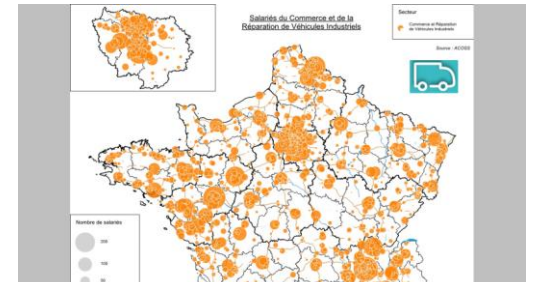 Salariés du Commerce et de la
Réparation de Véhicules Industriels
Secteur
Commerce et Réparation
de Véhicules Industriels
Source : ACOSS
Nombre de salariés
100
50